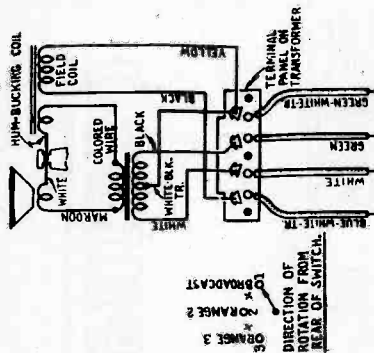 HUM-BUCKING COIL
FIELD
COIL.
YELLOW
BLACK
WHITE
MAROON
COLORED
WIRE
BLACK
WHITE-BLK.
TR.
WHITE
TERMINAL
PANEL ON
TRANSFORMER
GREEN-WHITE-TR
GREEN
WHITE
BLUE-WHITE-TR
BROADCAST
RANGE 2
RANGE 3
DIRECTION OF
ROTATION FROM
REAR OF SWITCH.